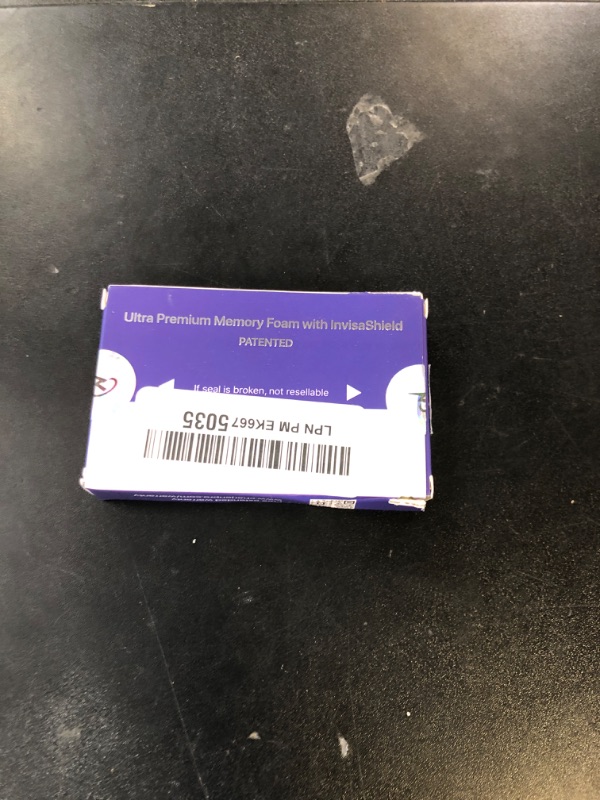 Ultra Premium Memory Foam with InvisaShield
PATENTED
If seal is broken, not resellable
LPN PM EK667 5035